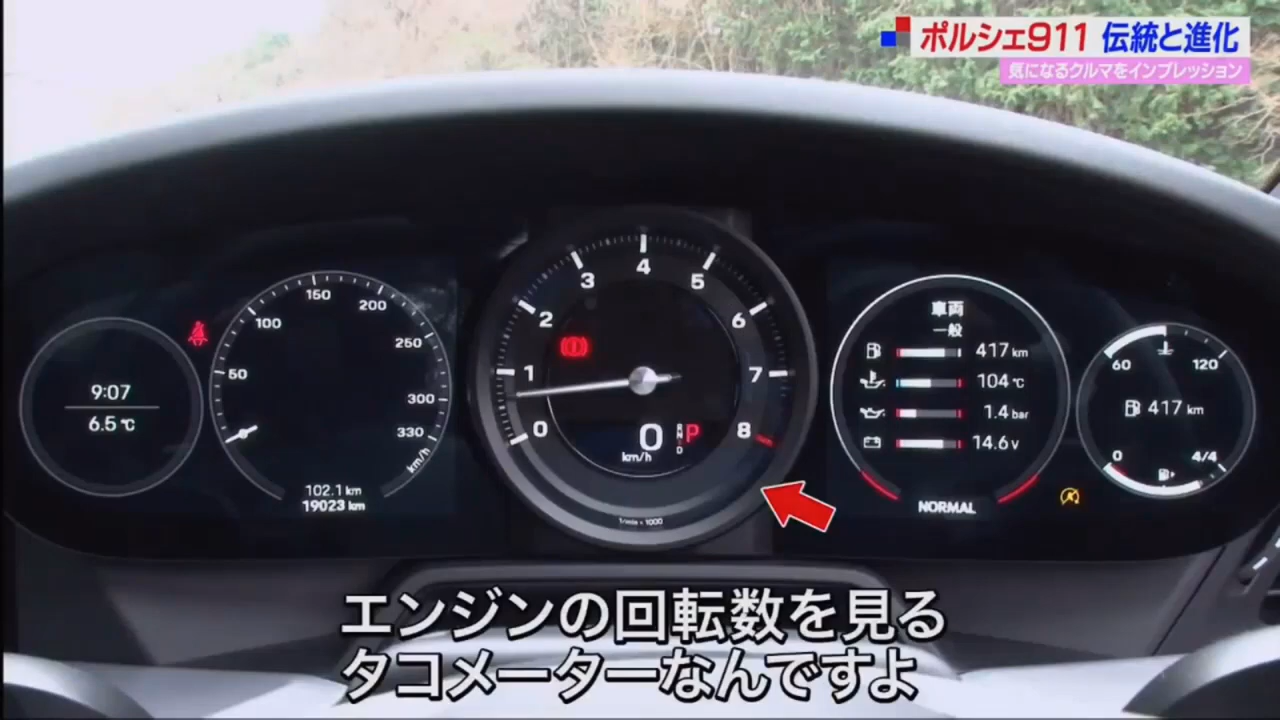 ポルシェ911 伝統と進化
気になるクルマをインプレッション
9:07
6.5℃
50
100
150
200
250
300
330
km/h
102.1 km
19023 km
0
1
2
3
4
5
6
7
8
0
km/h
P
R
N
D
1/min × 1000
車両
一般
417 km
104 ℃
1.4 bar
14.6 V
NORMAL
60
120
417 km
0
4/4
エンジンの回転数を見る
タコメーターなんですよ